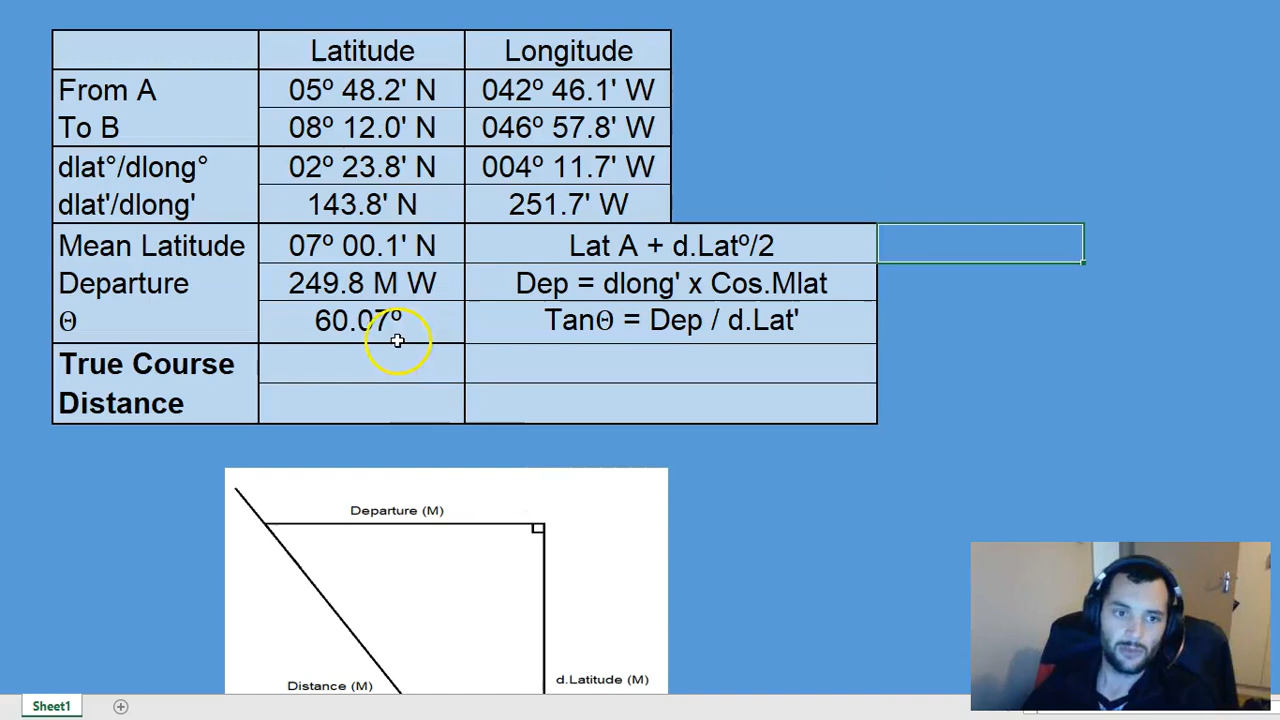 Latitude Longitude
From A 05º 48.2' N 042º 46.1' W
To B 08º 12.0' N 046º 57.8' W
dlat°/dlong° 02º 23.8' N 004º 11.7' W
dlat'/dlong' 143.8' N 251.7' W
Mean Latitude 07º 00.1' N Lat A + d.Latº/2
Departure 249.8 M W Dep = dlong' x Cos.Mlat
Θ 60.07º TanΘ = Dep / d.Lat'
True Course
Distance
Departure (M)
d.Latitude (M)
Distance (M)
Sheet1